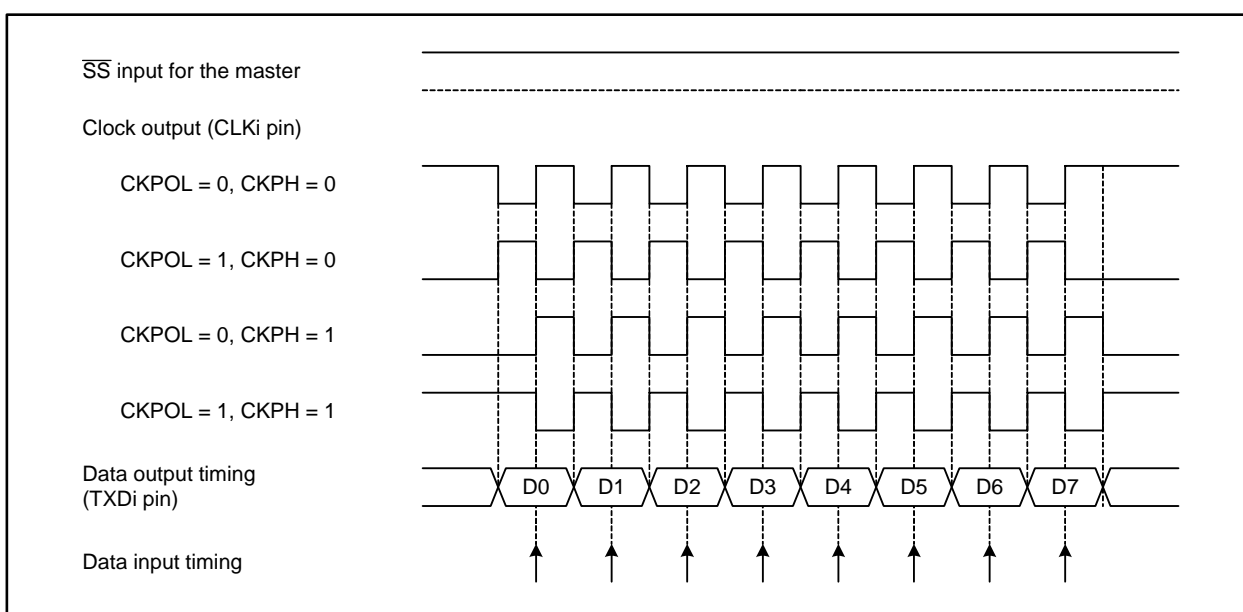 S̅S̅ input for the master
Clock output (CLKi pin)
CKPOL = 0, CKPH = 0
CKPOL = 1, CKPH = 0
CKPOL = 0, CKPH = 1
CKPOL = 1, CKPH = 1
Data output timing
(TXDi pin)
D0 D1 D2 D3 D4 D5 D6 D7
Data input timing